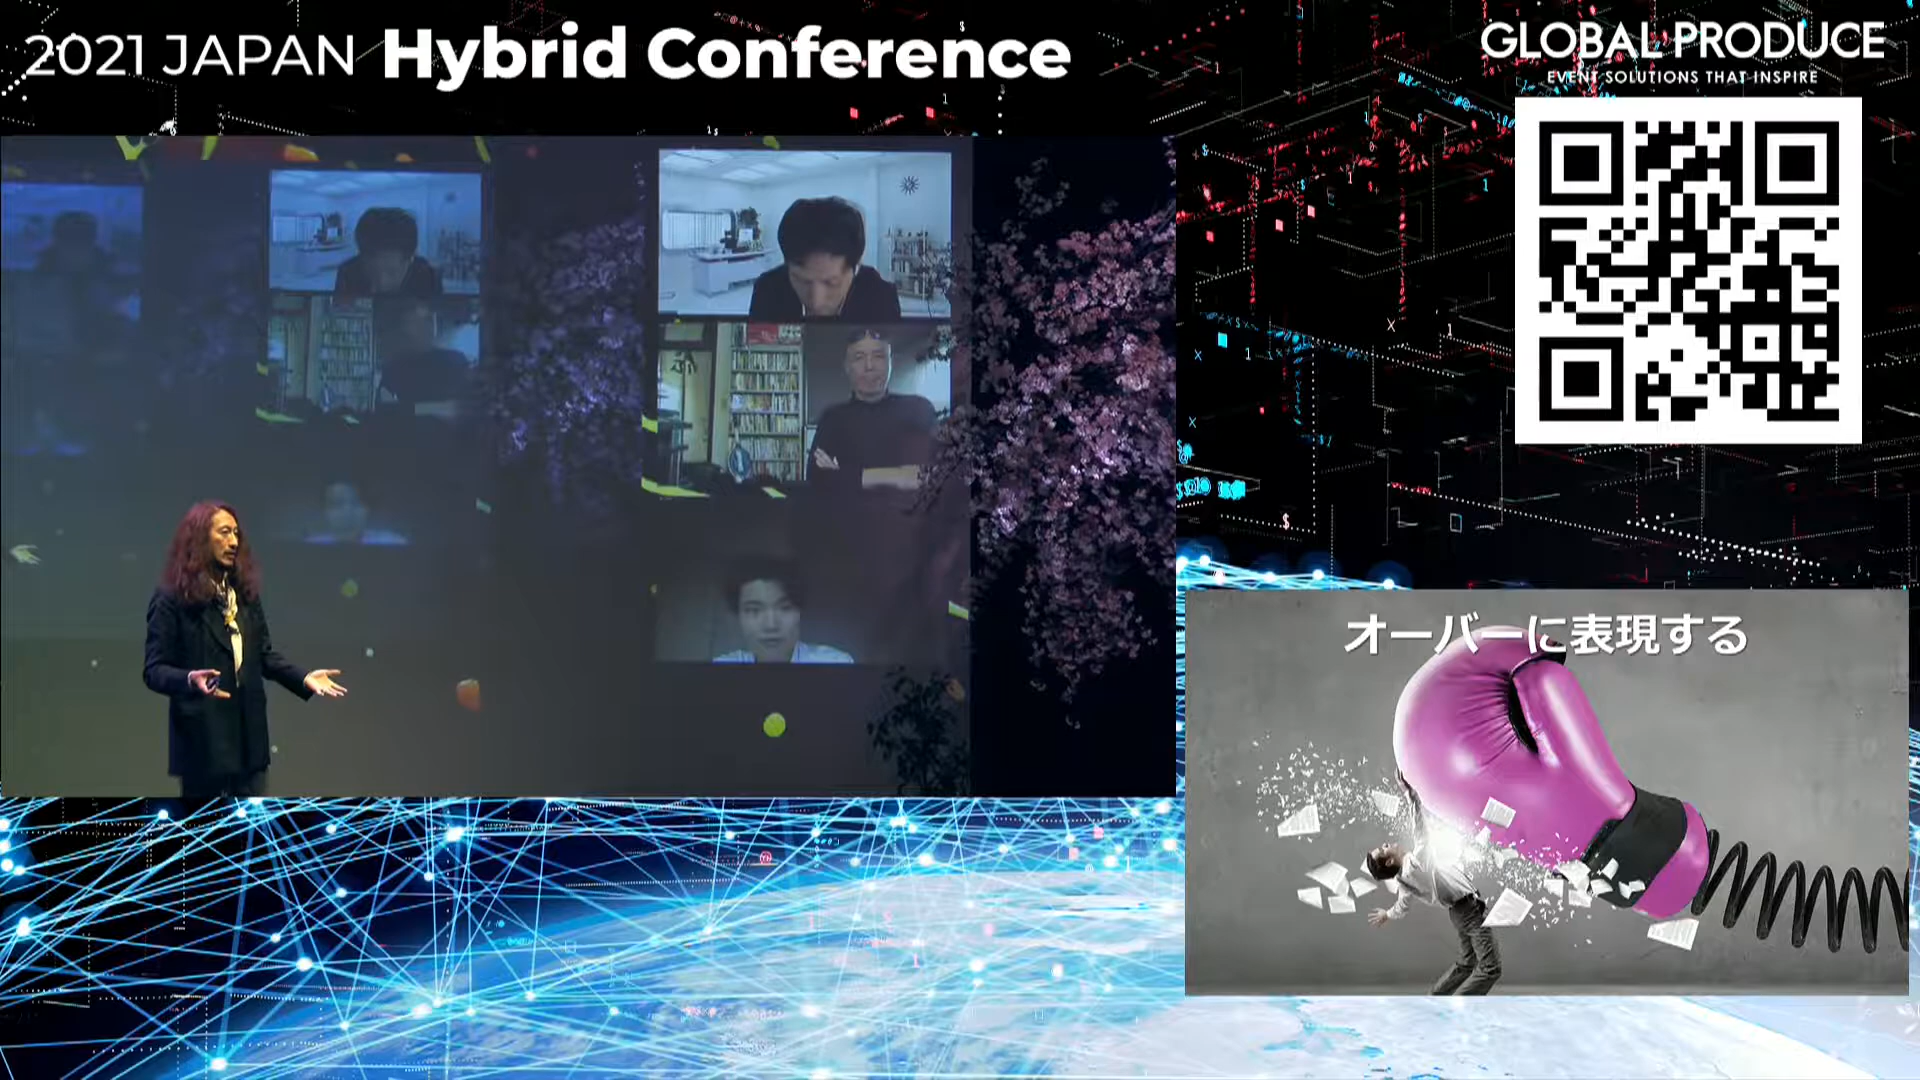 2021 JAPAN Hybrid Conference
GLOBAL PRODUCE
EVENT SOLUTIONS THAT INSPIRE
オーバーに表現する